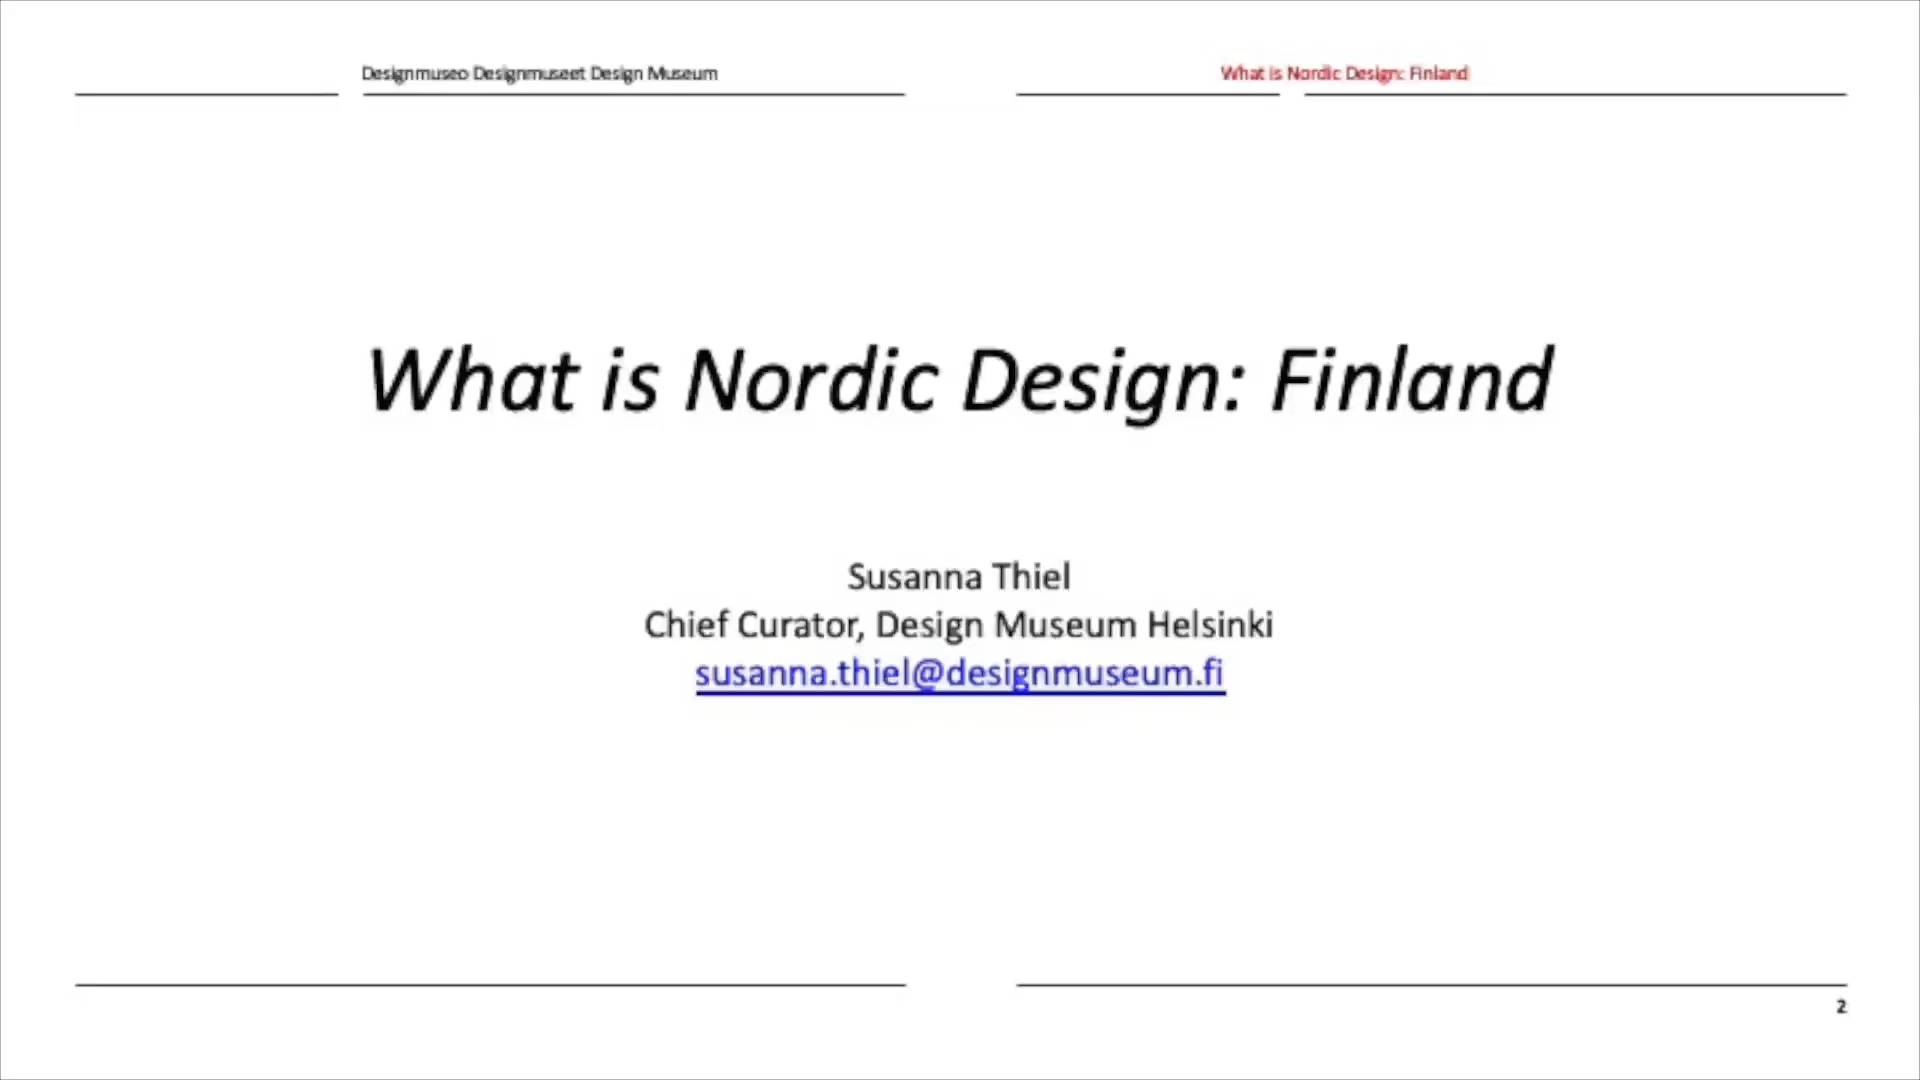 Designmuseo Designmuseet Design Museum
What is Nordic Design: Finland
What is Nordic Design: Finland
Susanna Thiel
Chief Curator, Design Museum Helsinki
susanna.thiel@designmuseum.fi
2